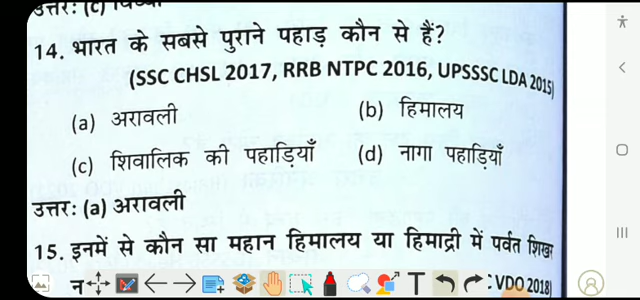 उत्तर: (c)
14. भारत के सबसे पुराने पहाड़ कौन से हैं?
(SSC CHSL 2017, RRB NTPC 2016, UPSSSC LDA 2015)
(a) अरावली (b) हिमालय
(c) शिवालिक की पहाड़ियाँ (d) नागा पहाड़ियाँ
उत्तर: (a) अरावली
15. इनमें से कौन सा महान हिमालय या हिमाद्री में पर्वत शिखर
न VDO 2018)